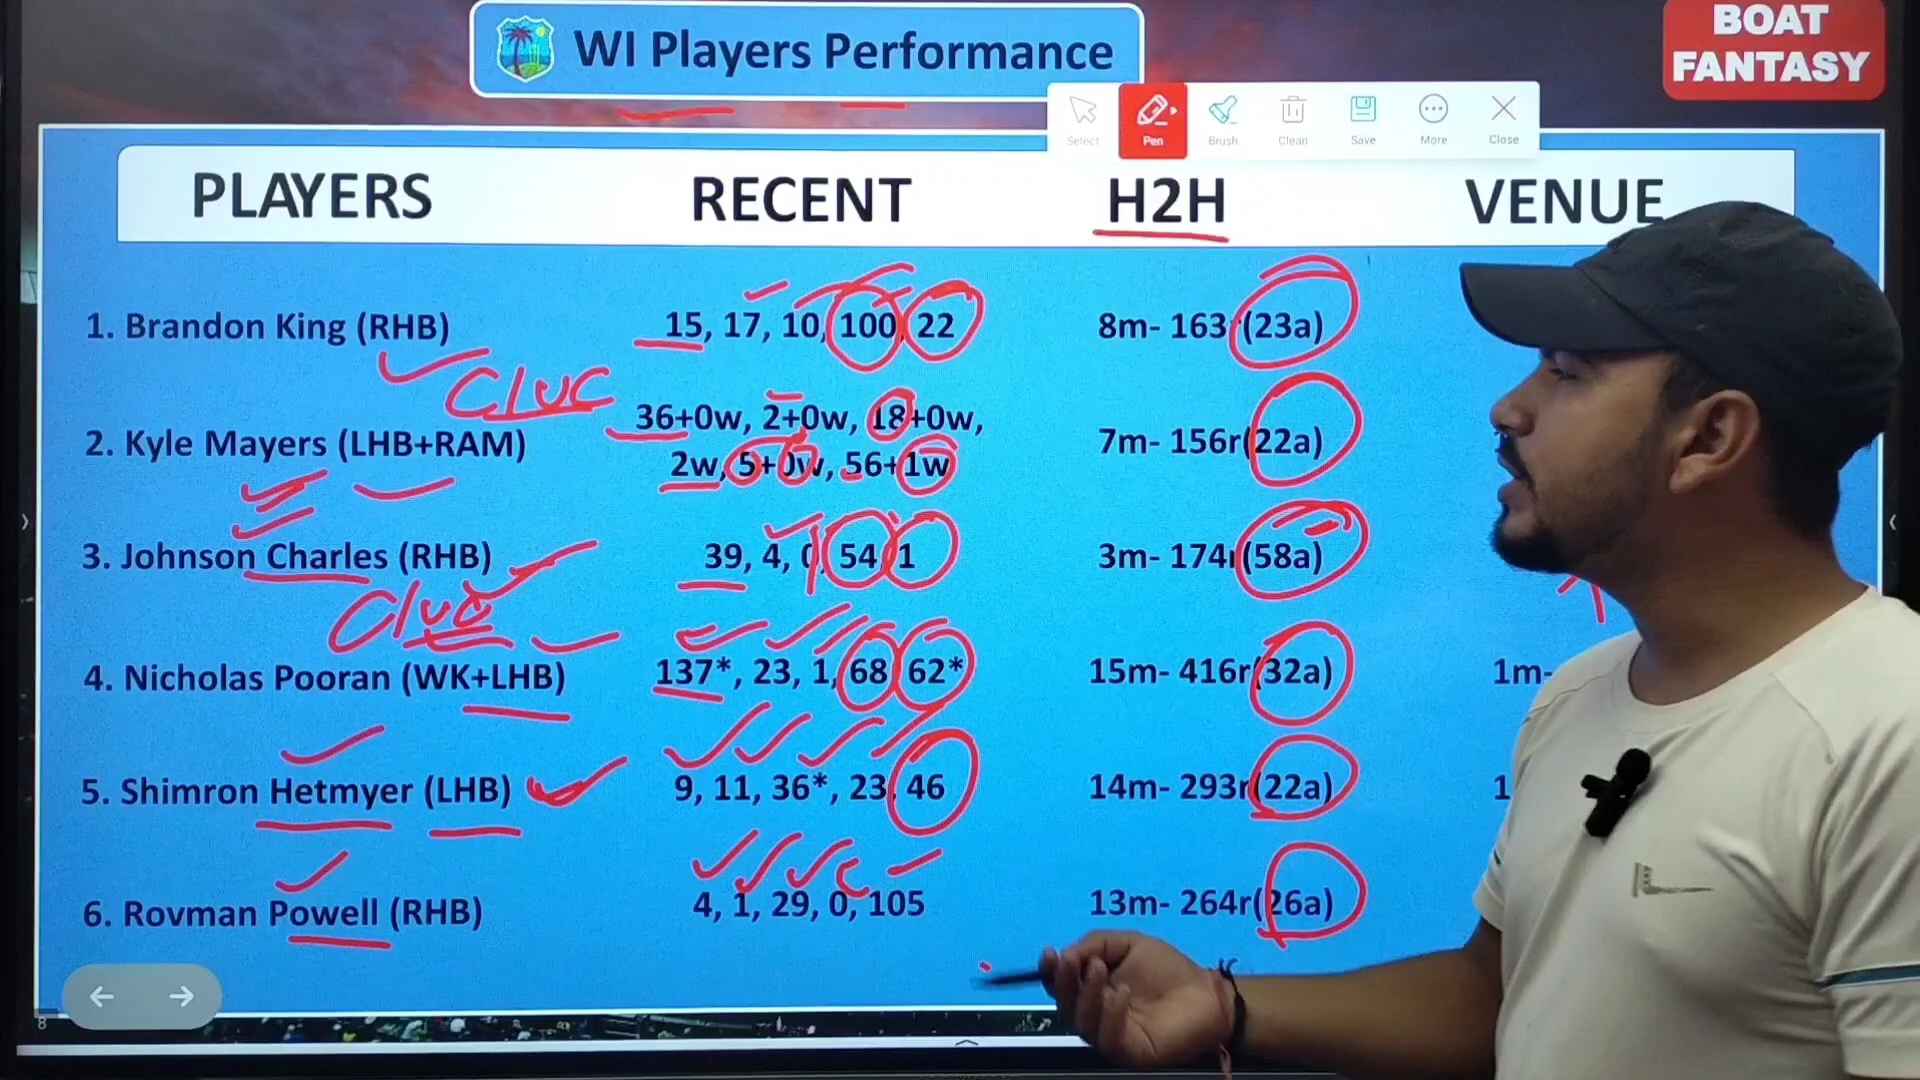 WI Players Performance
BOAT
FANTASY
Select Pen Brush Clean Save More Close
PLAYERS RECENT H2H VENUE
1. Brandon King (RHB) 15, 17, 10, 100, 22 8m- 163 (23a)
C/VC
2. Kyle Mayers (LHB+RAM) 36+0w, 2+0w, 18+0w, 7m- 156r(22a)
2w, 5+0w, 56+1w
3. Johnson Charles (RHB) 39, 4, 0, 54, 1 3m- 174r(58a)
C/VC
4. Nicholas Pooran (WK+LHB) 137*, 23, 1, 68, 62* 15m- 416r(32a) 1m-
5. Shimron Hetmyer (LHB) 9, 11, 36*, 23, 46 14m- 293r(22a) 1
6. Rovman Powell (RHB) 4, 1, 29, 0, 105 13m- 264r(26a)
8